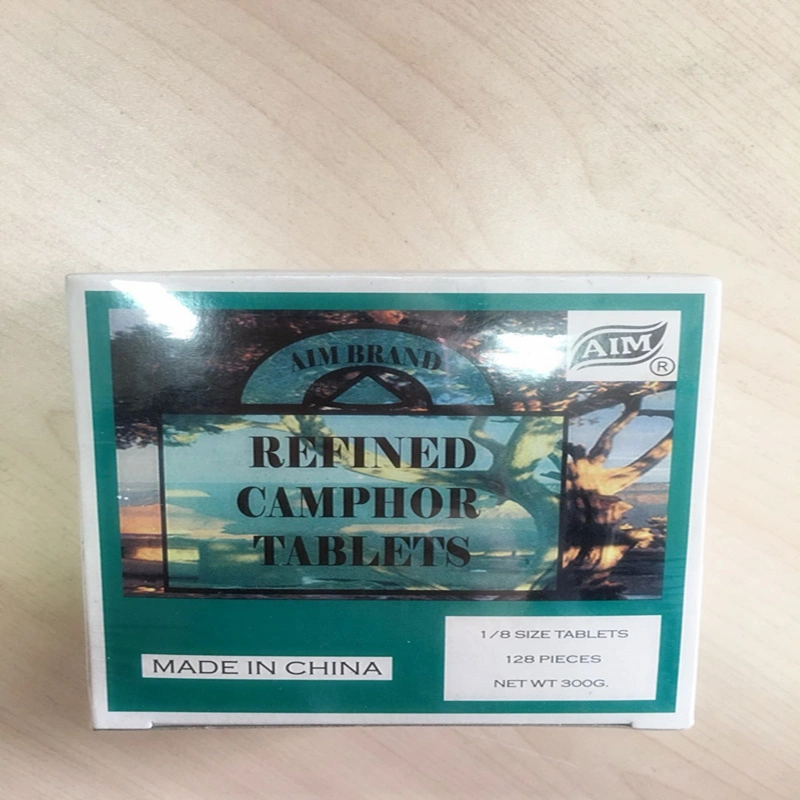 AIM BRAND
AIM
®
REFINED
CAMPHOR
TABLETS
MADE IN CHINA
1/8 SIZE TABLETS
128 PIECES
NET WT 300G.